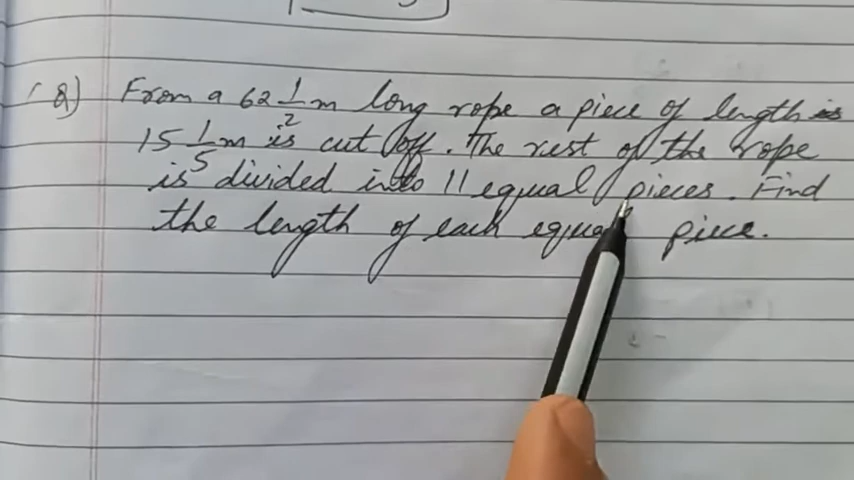 Q) From a 62 1/2 m long rope a piece of length is
15 1/5 m is cut off. The rest of the rope
is divided into 11 equal pieces. Find
the length of each equal piece.